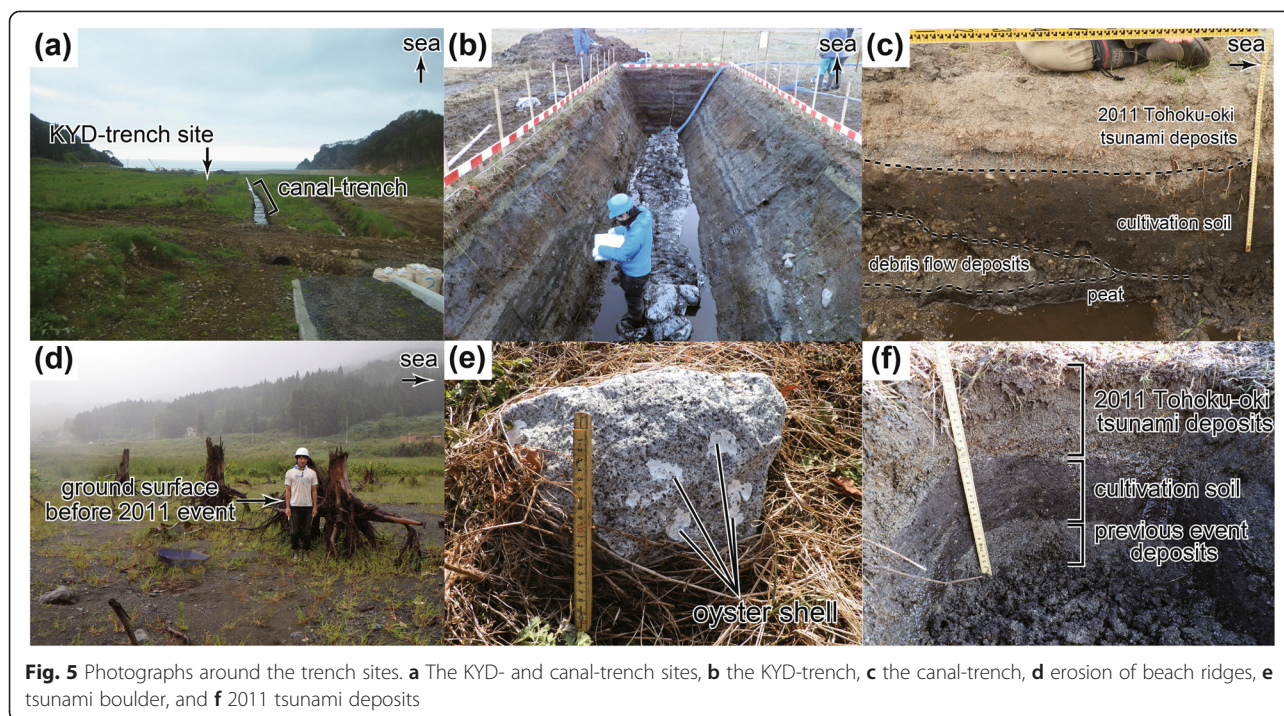 (a)
sea
KYD-trench site
canal-trench
(b)
sea
(c)
sea
2011 Tohoku-oki
tsunami deposits
cultivation soil
debris flow deposits
peat
(d)
sea
ground surface
before 2011 event
(e)
oyster shell
(f)
2011 Tohoku-oki
tsunami deposits
cultivation soil
previous event
deposits
Fig. 5 Photographs around the trench sites. a The KYD- and canal-trench sites, b the KYD-trench, c the canal-trench, d erosion of beach ridges, e
tsunami boulder, and f 2011 tsunami deposits